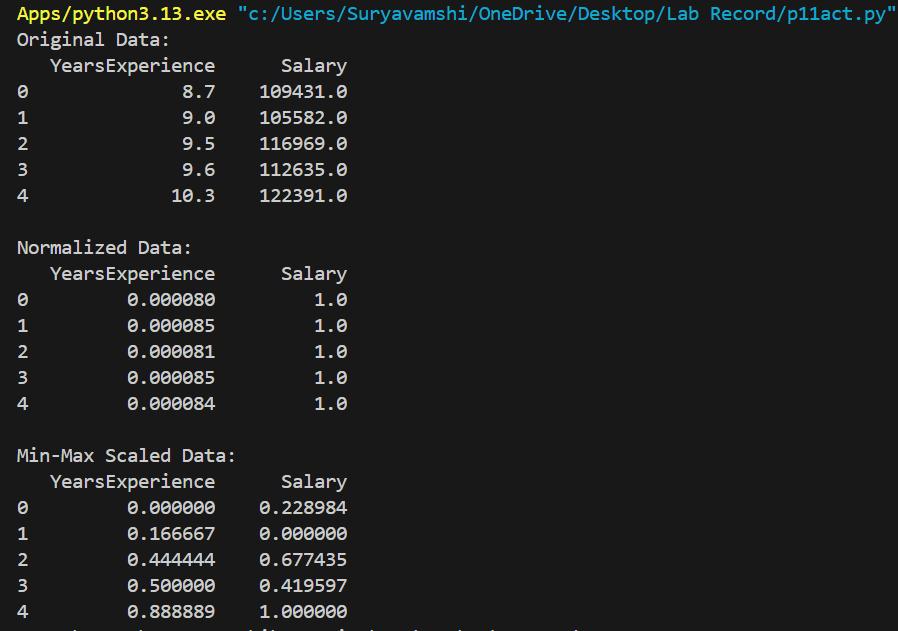 Apps/python3.13.exe "c:/Users/Suryavamshi/OneDrive/Desktop/Lab Record/p11act.py"
Original Data:
   YearsExperience    Salary
0              8.7  109431.0
1              9.0  105582.0
2              9.5  116969.0
3              9.6  112635.0
4             10.3  122391.0

Normalized Data:
   YearsExperience    Salary
0         0.000080       1.0
1         0.000085       1.0
2         0.000081       1.0
3         0.000085       1.0
4         0.000084       1.0

Min-Max Scaled Data:
   YearsExperience    Salary
0         0.000000  0.228984
1         0.166667  0.000000
2         0.444444  0.677435
3         0.500000  0.419597
4         0.888889  1.000000